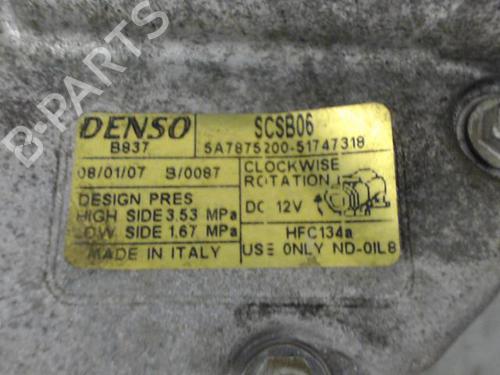 DENSO
B837
SCSB06
5A7875200-51747318
08/01/07 B/0087
CLOCKWISE
ROTATION
DESIGN PRES
HIGH SIDE 3.53 MPa
LOW SIDE 1.67 MPa
DC 12V
HFC134a
MADE IN ITALY
USE ONLY ND-OIL8
B-PARTS